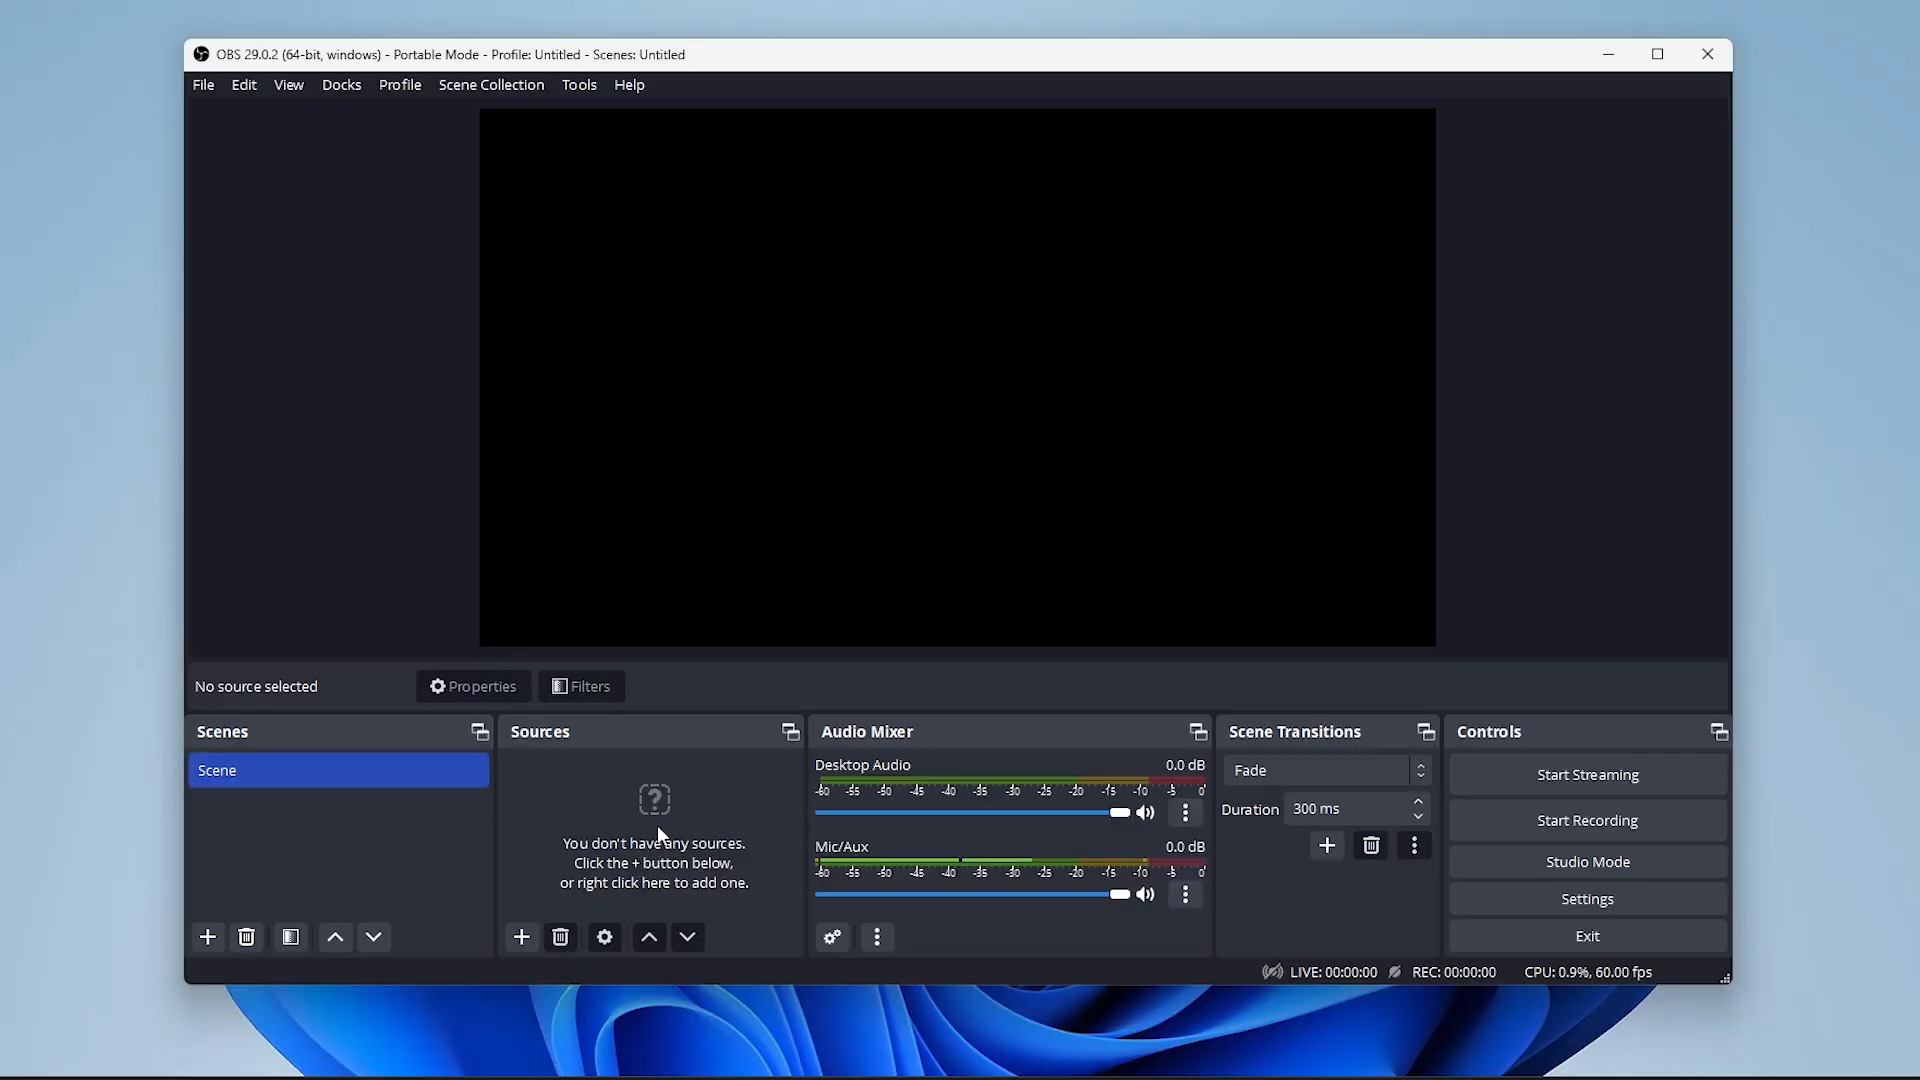 OBS 29.0.2 (64-bit, windows) - Portable Mode - Profile: Untitled - Scenes: Untitled
File Edit View Docks Profile Scene Collection Tools Help
No source selected Properties Filters
Scenes
Scene
Sources
You don't have any sources.
Click the + button below,
or right click here to add one.
Audio Mixer
Desktop Audio 0.0 dB
-60 -55 -50 -45 -40 -35 -30 -25 -20 -15 -10 -5 0
Mic/Aux 0.0 dB
-60 -55 -50 -45 -40 -35 -30 -25 -20 -15 -10 -5 0
Scene Transitions
Fade
Duration 300 ms
Controls
Start Streaming
Start Recording
Studio Mode
Settings
Exit
LIVE: 00:00:00 REC: 00:00:00 CPU: 0.9%, 60.00 fps